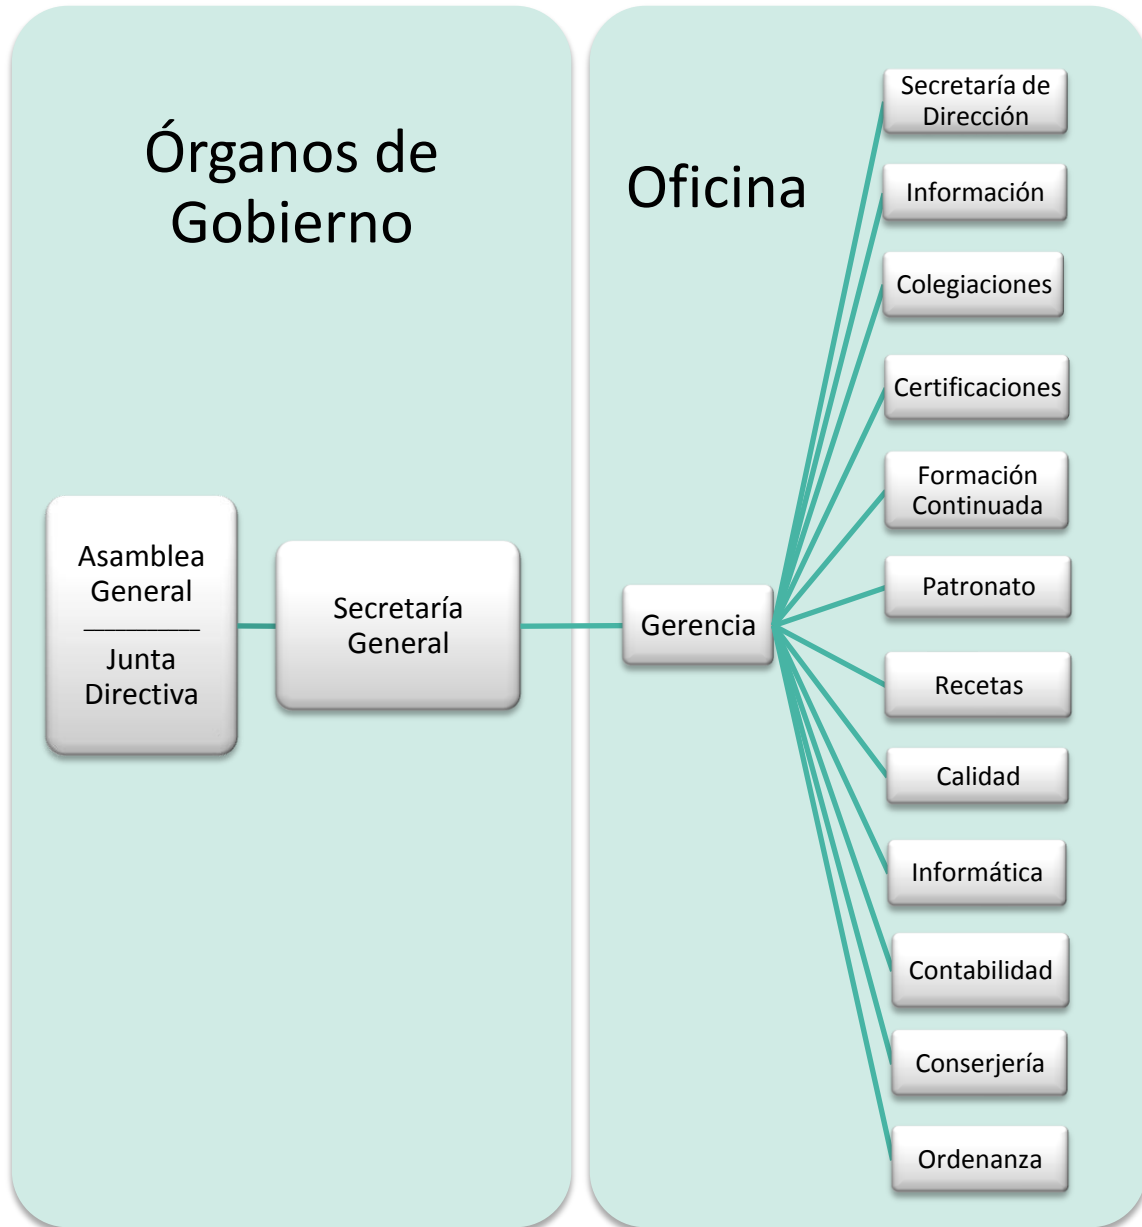 Órganos de
Gobierno
Asamblea
General
Junta
Directiva
Secretaría
General
Oficina
Gerencia
Secretaría de
Dirección
Información
Colegiaciones
Certificaciones
Formación
Continuada
Patronato
Recetas
Calidad
Informática
Contabilidad
Conserjería
Ordenanza